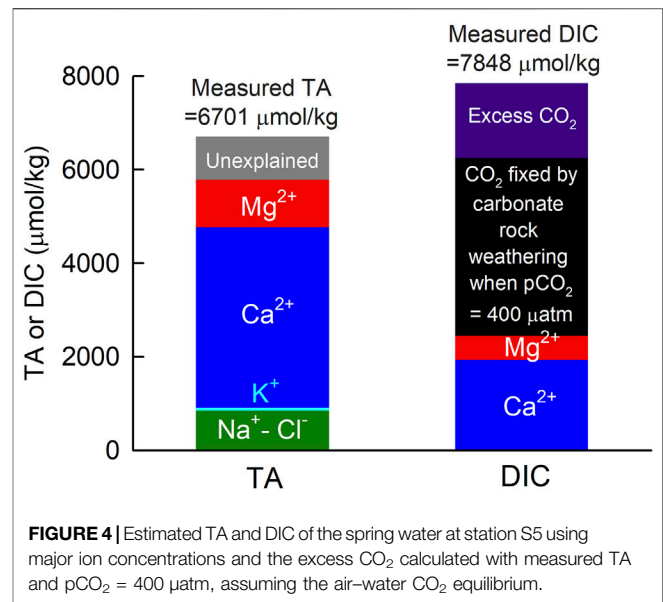 Measured DIC
=7848 μmol/kg
Measured TA
=6701 μmol/kg
8000
6000
4000
2000
0
TA or DIC (μmol/kg)
Unexplained
Mg²⁺
Ca²⁺
K⁺
Na⁺- Cl⁻
Excess CO₂
CO₂ fixed by
carbonate
rock
weathering
when pCO₂
= 400 μatm
Mg²⁺
Ca²⁺
TA
DIC
FIGURE 4 | Estimated TA and DIC of the spring water at station S5 using
major ion concentrations and the excess CO₂ calculated with measured TA
and pCO₂ = 400 μatm, assuming the air–water CO₂ equilibrium.